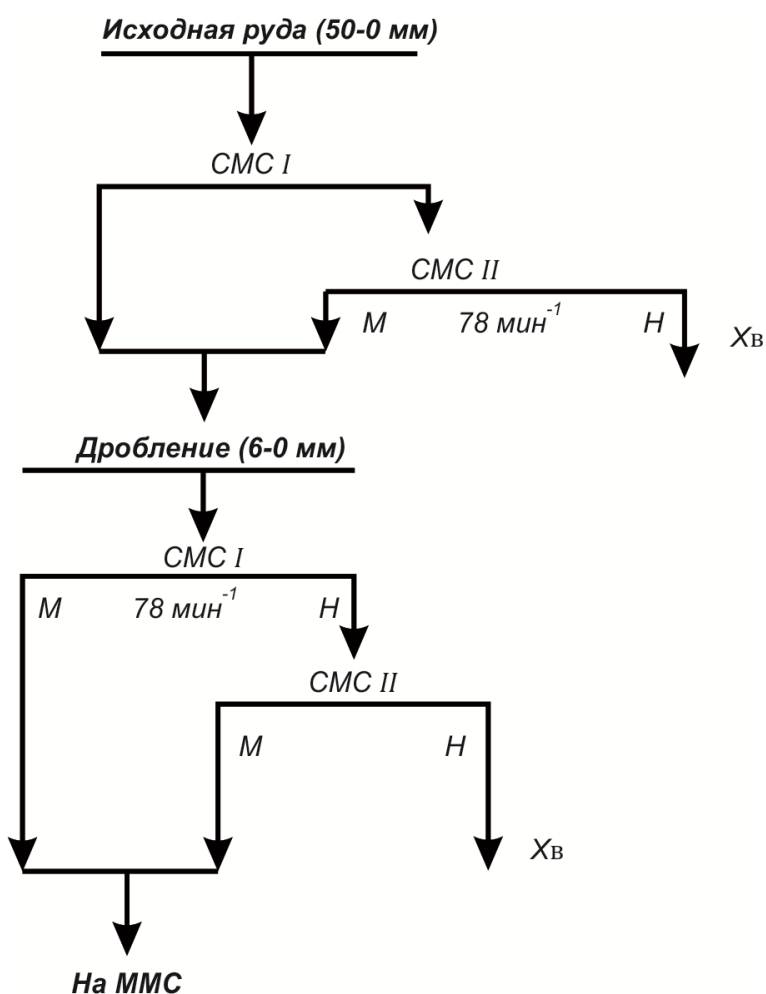 Исходная руда (50-0 мм)
СМС I
СМС II
М 78 мин-1 Н Хв
Дробление (6-0 мм)
СМС I
М 78 мин-1 Н
СМС II
М Н
Хв
На ММС